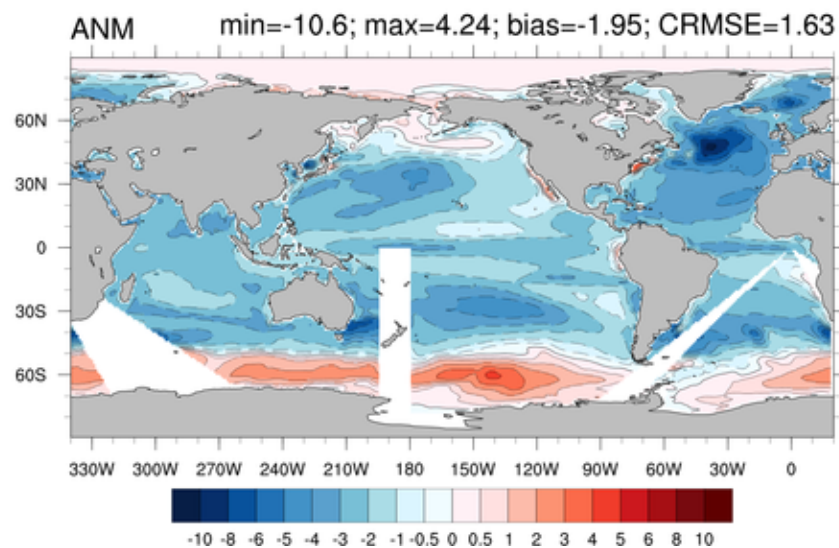 ANM min=-10.6; max=4.24; bias=-1.95; CRMSE=1.63
60N
30N
0
30S
60S
330W 300W 270W 240W 210W 180 150W 120W 90W 60W 30W 0
-10 -8 -6 -5 -4 -3 -2 -1 -0.5 0 0.5 1 2 3 4 5 6 8 10